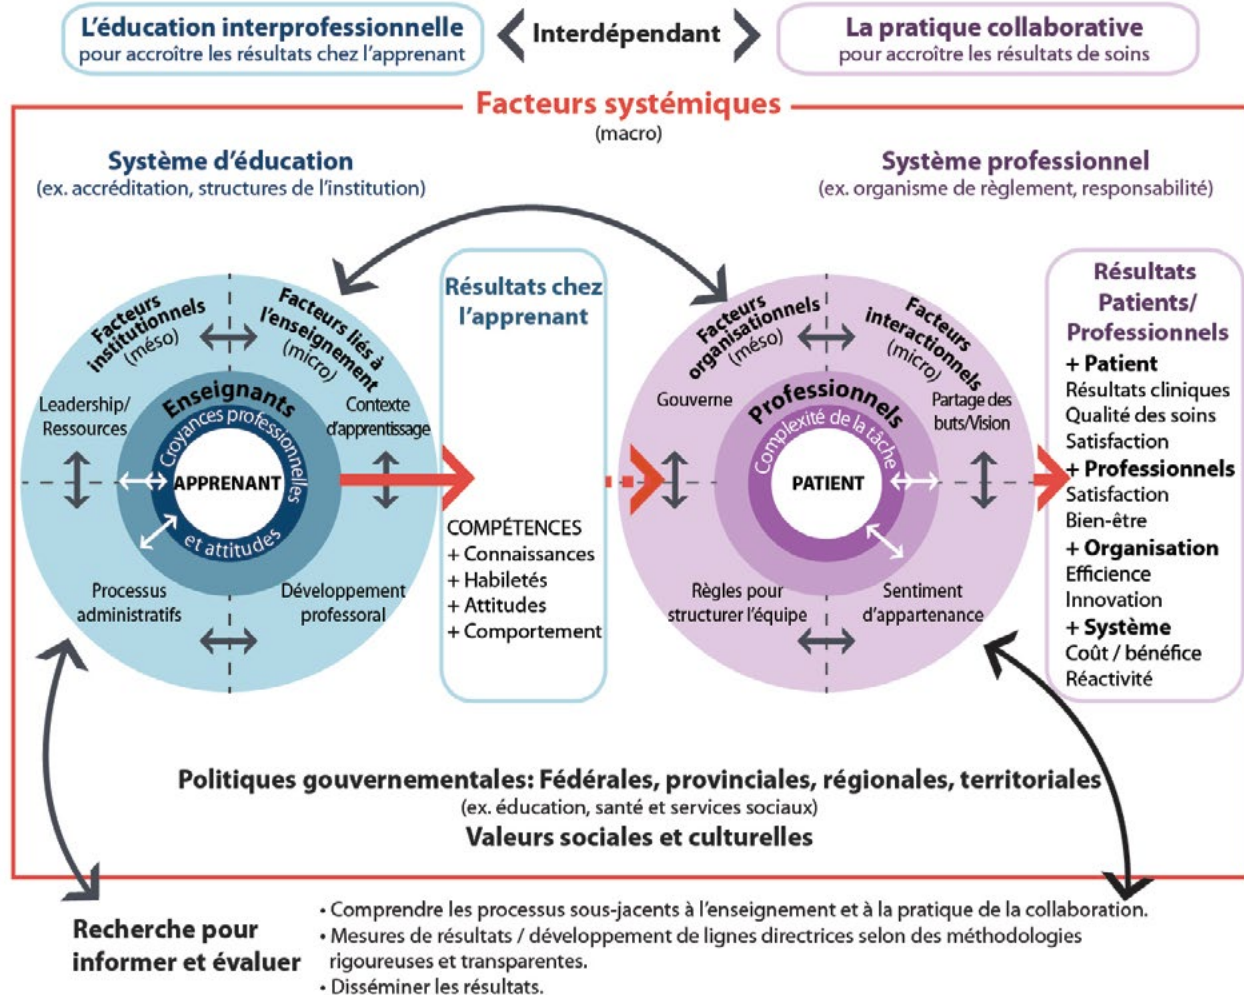 L'éducation interprofessionnelle
pour accroître les résultats chez l'apprenant
Interdépendant
La pratique collaborative
pour accroître les résultats de soins
Facteurs systémiques
(macro)
Système d'éducation
(ex. accréditation, structures de l'institution)
Système professionnel
(ex. organisme de règlement, responsabilité)
Facteurs
institutionnels
(méso)
Facteurs liés à
l'enseignement
(micro)
Leadership/
Ressources
Contexte
d'apprentissage
Enseignants
Croyances professionnelles
et attitudes
APPRENANT
Processus
administratifs
Développement
professoral
Résultats chez
l'apprenant
COMPÉTENCES
+ Connaissances
+ Habiletés
+ Attitudes
+ Comportement
Facteurs
organisationnels
(méso)
Facteurs
interactionnels
(micro)
Gouverne
Partage des
buts/Vision
Professionnels
Complexité de la tâche
PATIENT
Règles pour
structurer l'équipe
Sentiment
d'appartenance
Résultats
Patients/
Professionnels
+ Patient
Résultats cliniques
Qualité des soins
Satisfaction
+ Professionnels
Satisfaction
Bien-être
+ Organisation
Efficience
Innovation
+ Système
Coût / bénéfice
Réactivité
Politiques gouvernementales: Fédérales, provinciales, régionales, territoriales
(ex. éducation, santé et services sociaux)
Valeurs sociales et culturelles
Recherche pour
informer et évaluer
• Comprendre les processus sous-jacents à l'enseignement et à la pratique de la collaboration.
• Mesures de résultats / développement de lignes directrices selon des méthodologies
rigoureuses et transparentes.
• Disséminer les résultats.